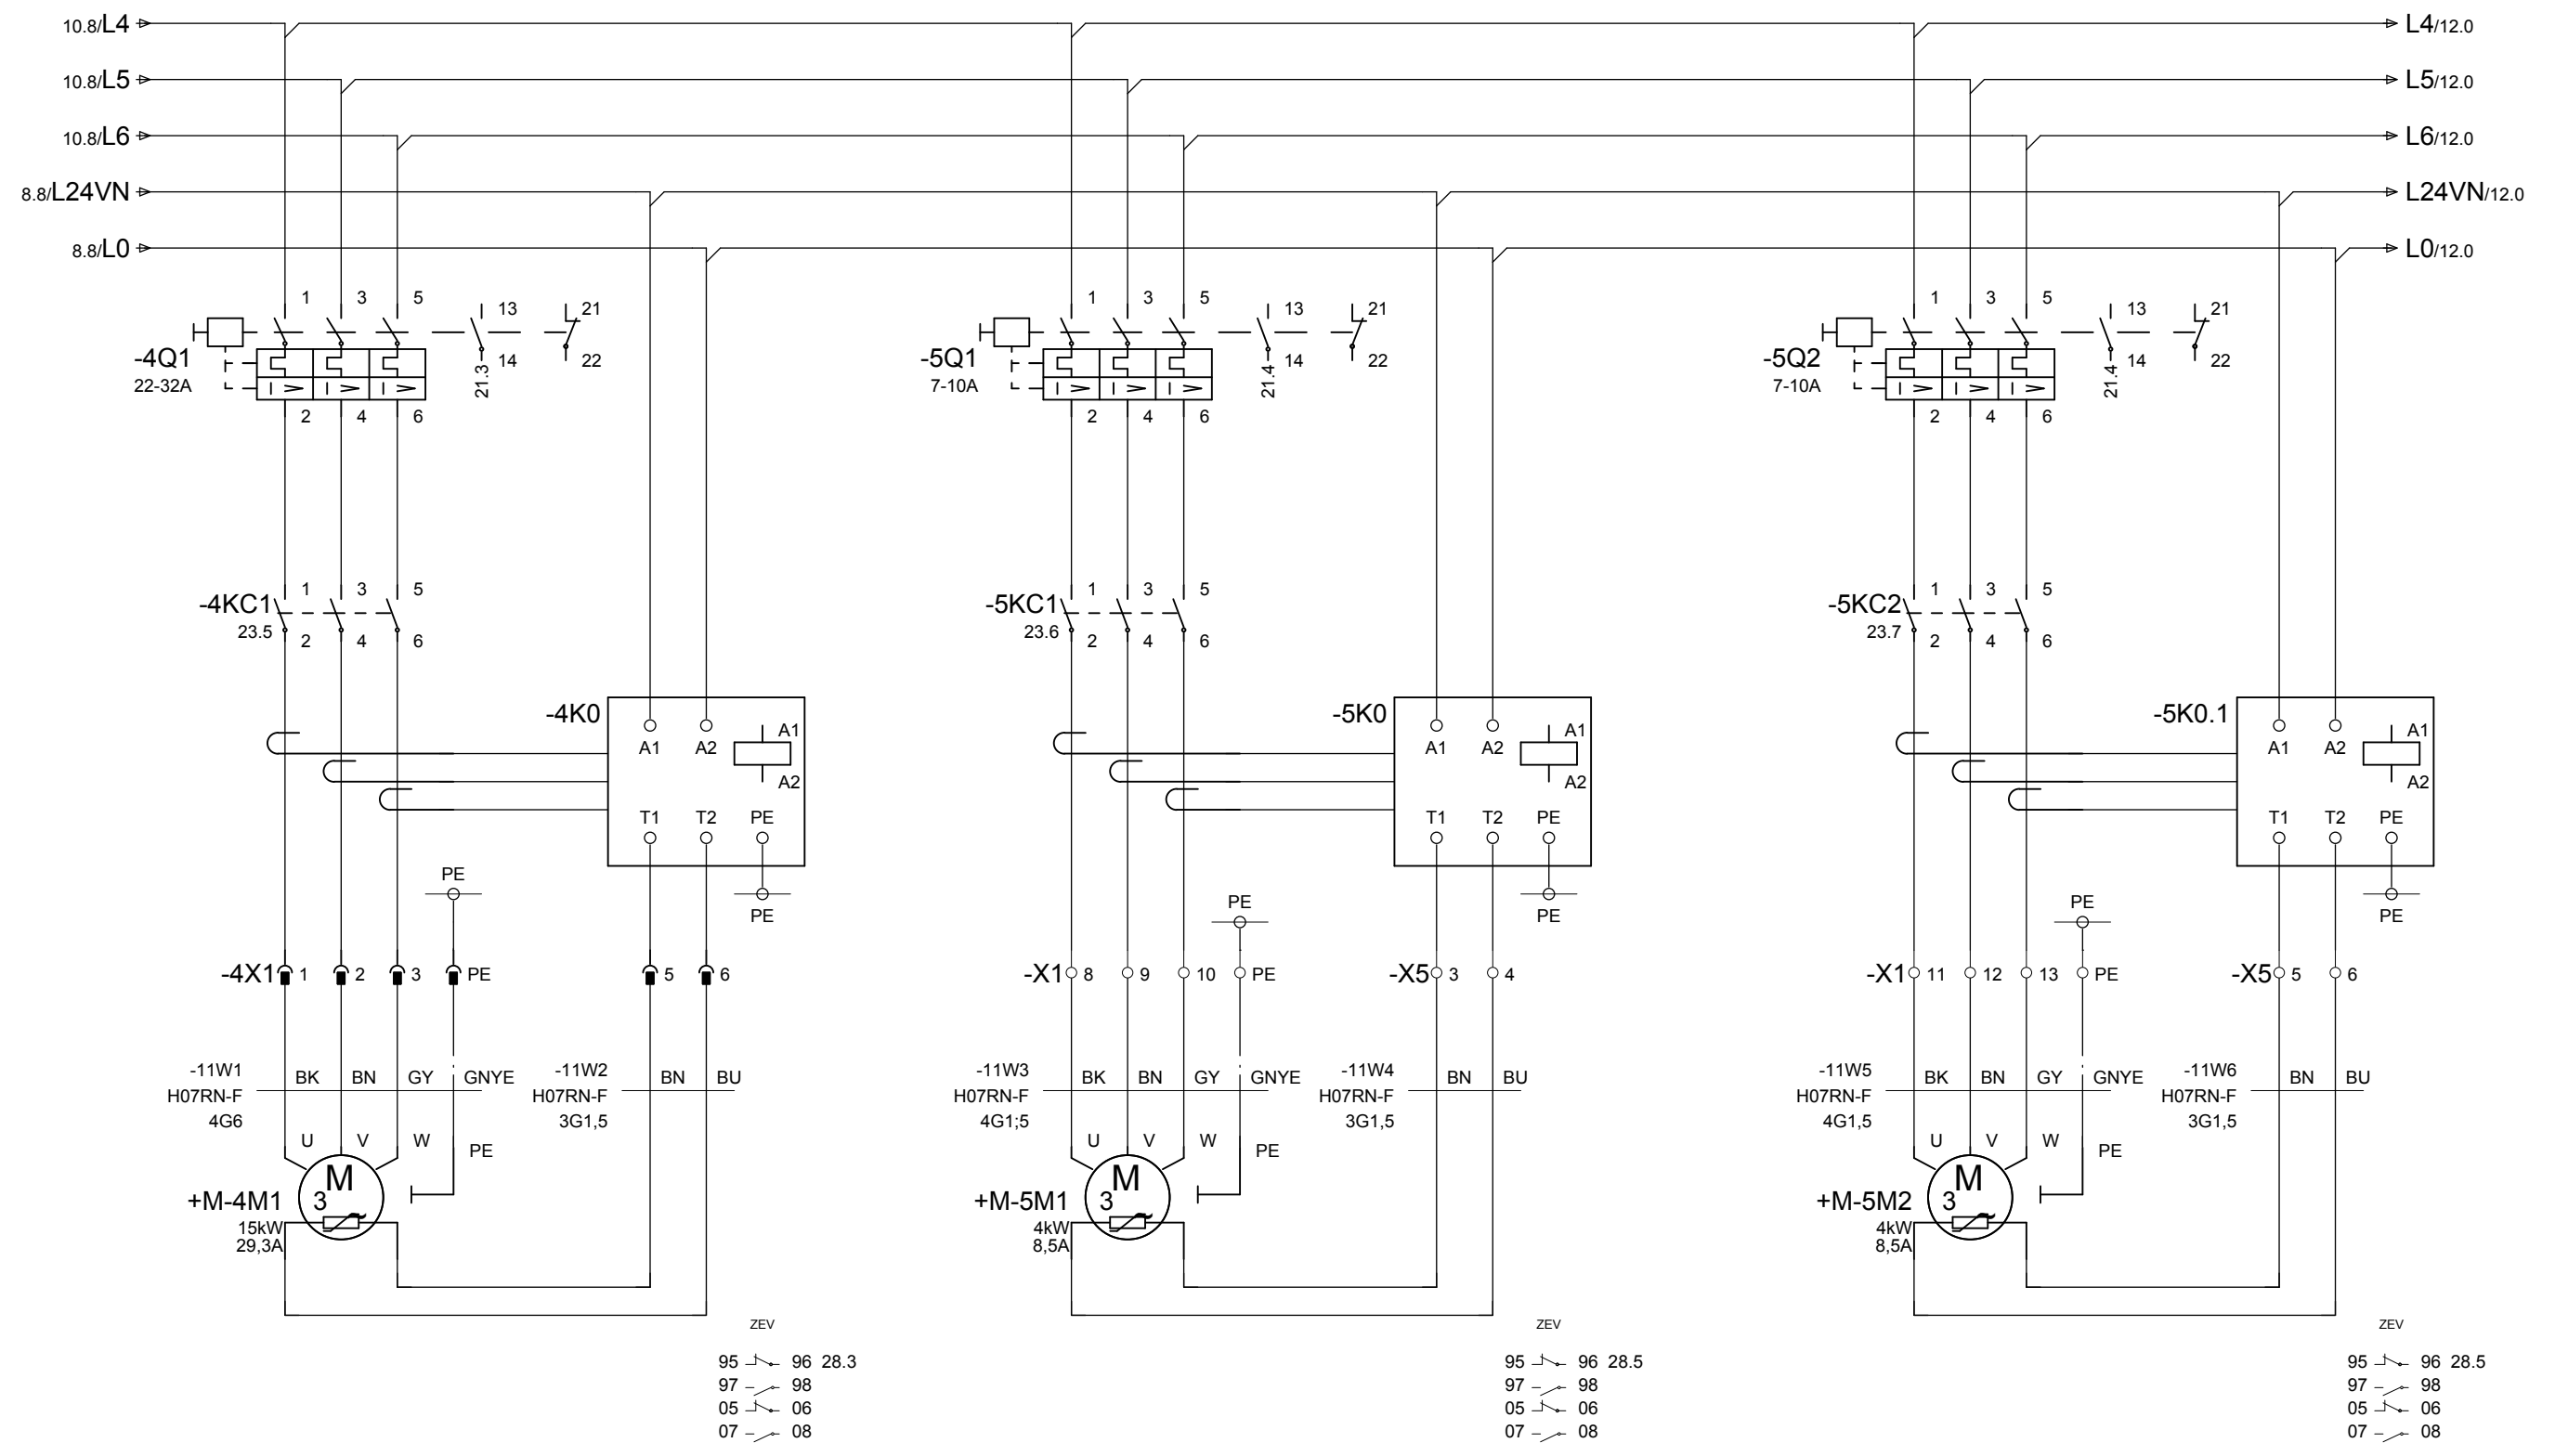 10.8/L4 L4/12.0
10.8/L5 L5/12.0
10.8/L6 L6/12.0
8.8/L24VN L24VN/12.0
8.8/L0 L0/12.0
1 3 5 13 21 1 3 5 13 21 1 3 5 13 21
-4Q1 14 22 -5Q1 14 22 -5Q2 14 22
22-32A 21.3 7-10A 21.4 7-10A 21.4
2 4 6 2 4 6 2 4 6
1 3 5 1 3 5 1 3 5
-4KC1 -5KC1 -5KC2
23.5 2 4 6 23.6 2 4 6 23.7 2 4 6
-4K0 A1 -5K0 A1 -5K0.1 A1
A1 A2 A1 A2 A1 A2
A2 A2 A2
T1 T2 PE T1 T2 PE T1 T2 PE
PE PE PE
PE PE PE
-4X1 1 2 3 PE 5 6 -X1 8 9 10 PE -X5 3 4 -X1 11 12 13 PE -X5 5 6
-11W1 BK BN GY GNYE -11W2 BN BU -11W3 BK BN GY GNYE -11W4 BN BU -11W5 BK BN GY GNYE -11W6 BN BU
H07RN-F H07RN-F H07RN-F H07RN-F H07RN-F H07RN-F
4G6 3G1,5 4G1;5 3G1,5 4G1,5 3G1,5
U V W PE U V W PE U V W PE
M M M
+M-4M1 3 +M-5M1 3 +M-5M2 3
15kW 4kW 4kW
29,3A 8,5A 8,5A
ZEV ZEV ZEV
95 96 28.3 95 96 28.5 95 96 28.5
97 98 97 98 97 98
05 06 05 06 05 06
07 08 07 08 07 08